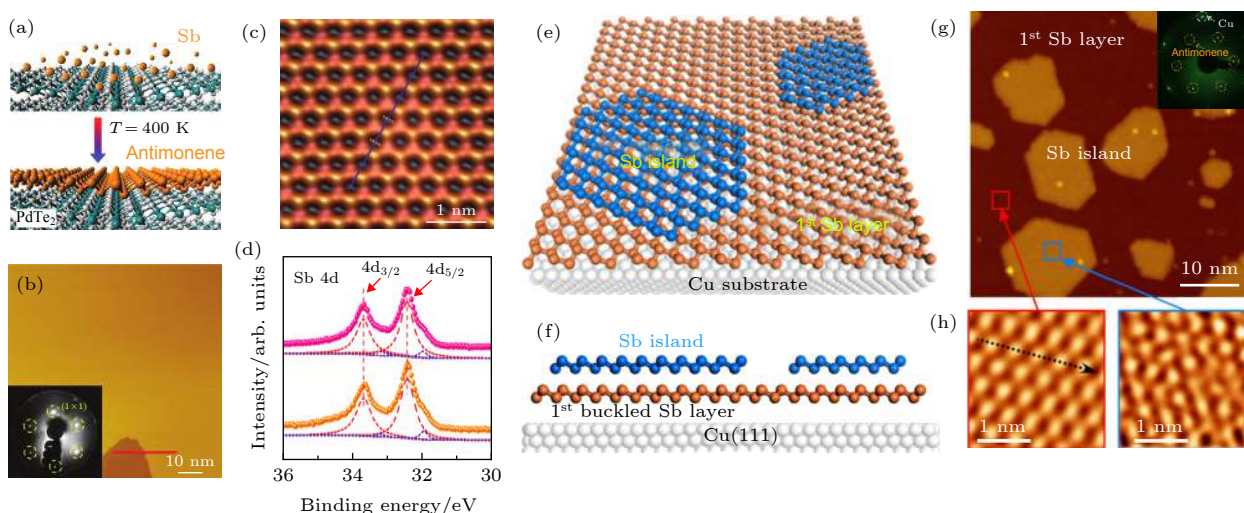 (a)
Sb
T = 400 K
Antimonene
PdTe₂
(b)
(1×1)
10 nm
(c)
1 nm
(d)
Sb 4d
4d₃/₂
4d₅/₂
Intensity/arb. units
36
34
32
30
Binding energy/eV
(e)
Sb island
1ˢᵗ Sb layer
Cu substrate
(f)
Sb island
1ˢᵗ buckled Sb layer
Cu(111)
(g)
1ˢᵗ Sb layer
Cu
Antimonene
Sb island
10 nm
(h)
1 nm
1 nm